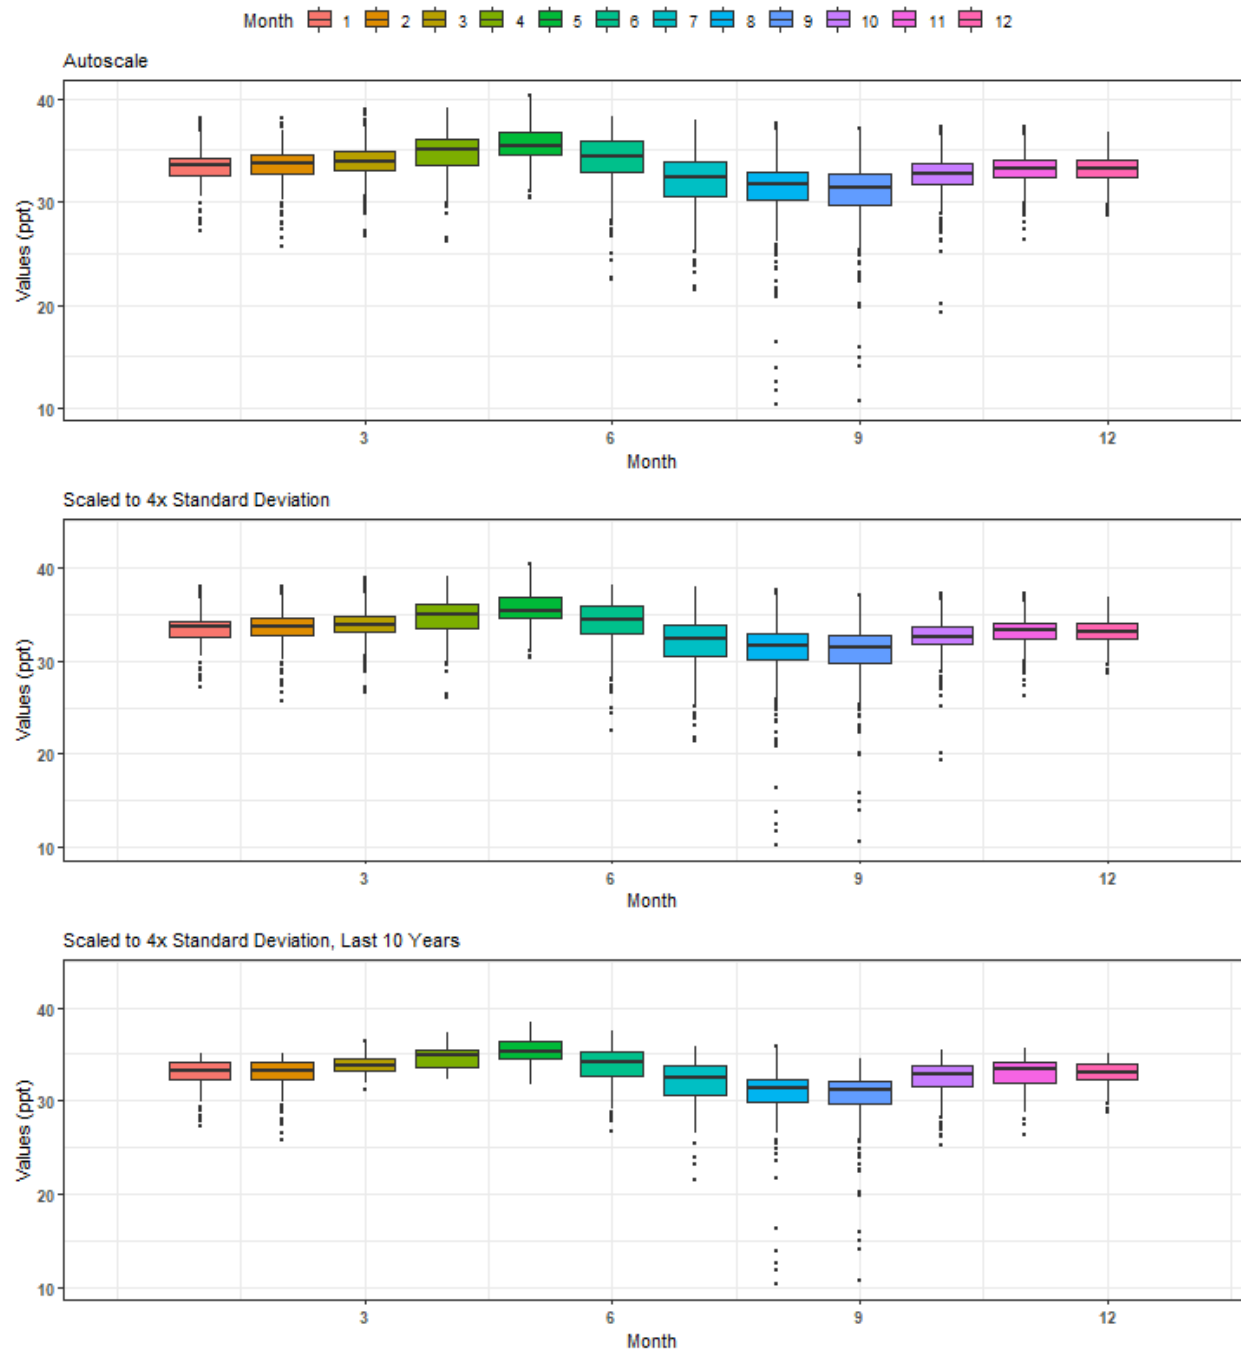 Month 1 2 3 4 5 6 7 8 9 10 11 12
Autoscale
Values (ppt)
40
30
20
10
3 6 9 12
Month
Scaled to 4x Standard Deviation
Values (ppt)
40
30
20
10
3 6 9 12
Month
Scaled to 4x Standard Deviation, Last 10 Years
Values (ppt)
40
30
20
10
3 6 9 12
Month